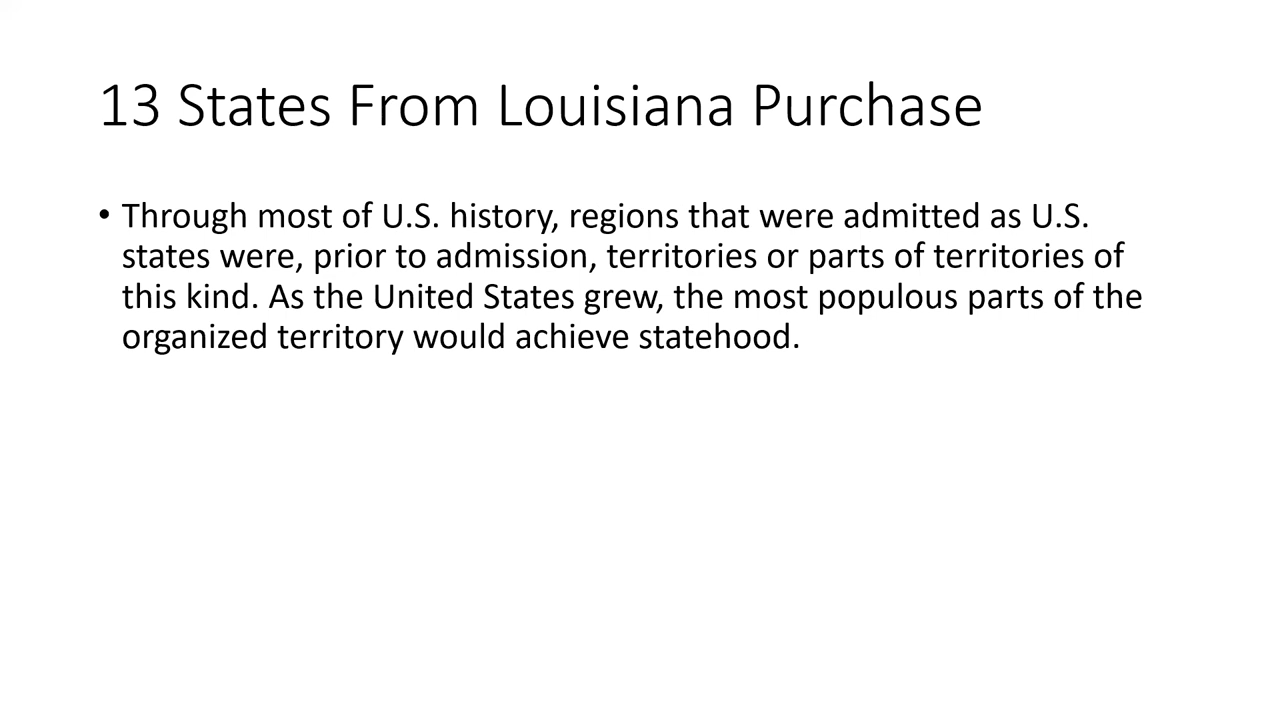 13 States From Louisiana Purchase
• Through most of U.S. history, regions that were admitted as U.S.
states were, prior to admission, territories or parts of territories of
this kind. As the United States grew, the most populous parts of the
organized territory would achieve statehood.